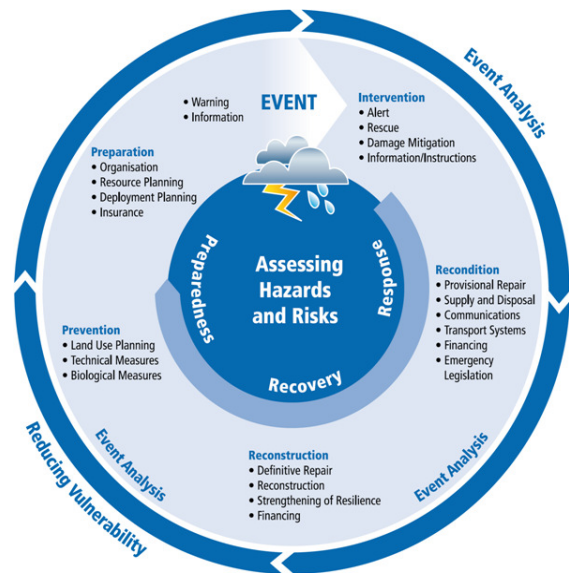 • Warning
• Information
EVENT
Intervention
• Alert
• Rescue
• Damage Mitigation
• Information/Instructions
Event Analysis
Preparation
• Organisation
• Resource Planning
• Deployment Planning
• Insurance
Preparedness
Assessing
Hazards
and Risks
Response
Recovery
Recondition
• Provisional Repair
• Supply and Disposal
• Communications
• Transport Systems
• Financing
• Emergency
Legislation
Prevention
• Land Use Planning
• Technical Measures
• Biological Measures
Event Analysis
Reconstruction
• Definitive Repair
• Reconstruction
• Strengthening of Resilience
• Financing
Event Analysis
Reducing Vulnerability